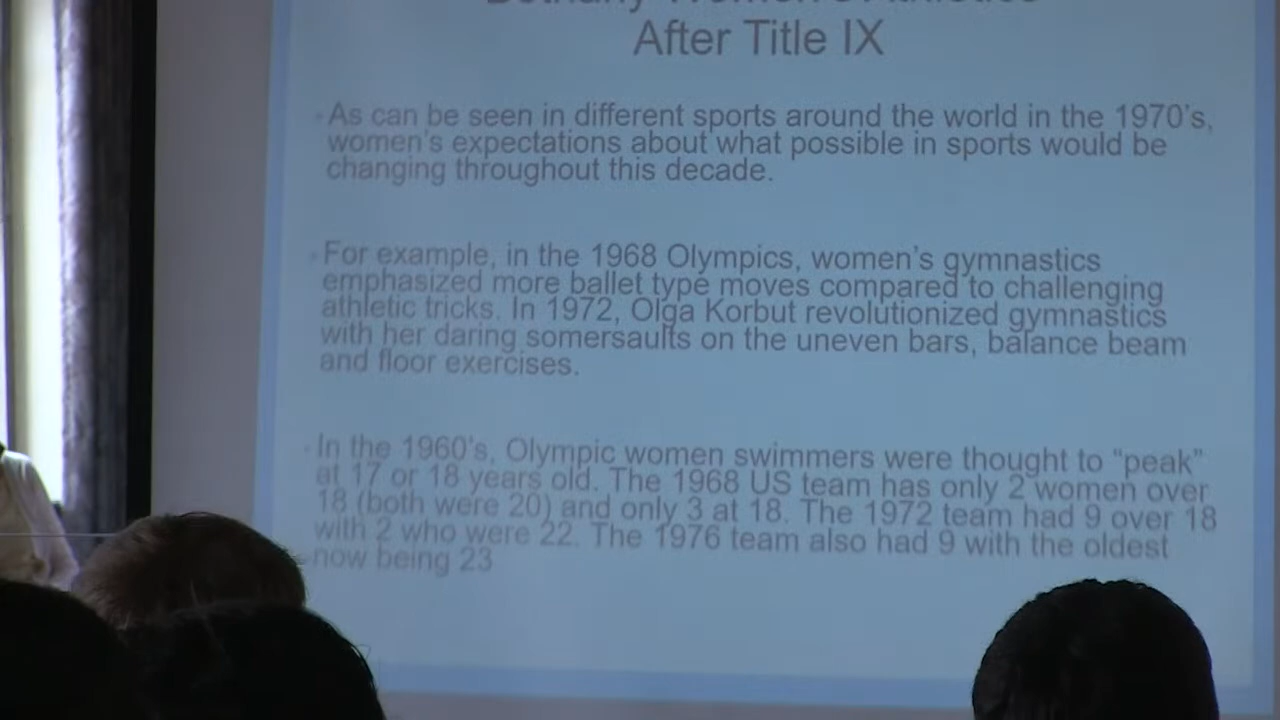 Bethany Women's Athletics
After Title IX
As can be seen in different sports around the world in the 1970's,
women's expectations about what possible in sports would be
changing throughout this decade.
For example, in the 1968 Olympics, women's gymnastics
emphasized more ballet type moves compared to challenging
athletic tricks. In 1972, Olga Korbut revolutionized gymnastics
with her daring somersaults on the uneven bars, balance beam
and floor exercises.
In the 1960's, Olympic women swimmers were thought to "peak"
at 17 or 18 years old. The 1968 US team has only 2 women over
18 (both were 20) and only 3 at 18. The 1972 team had 9 over 18
with 2 who were 22. The 1976 team also had 9 with the oldest
now being 23